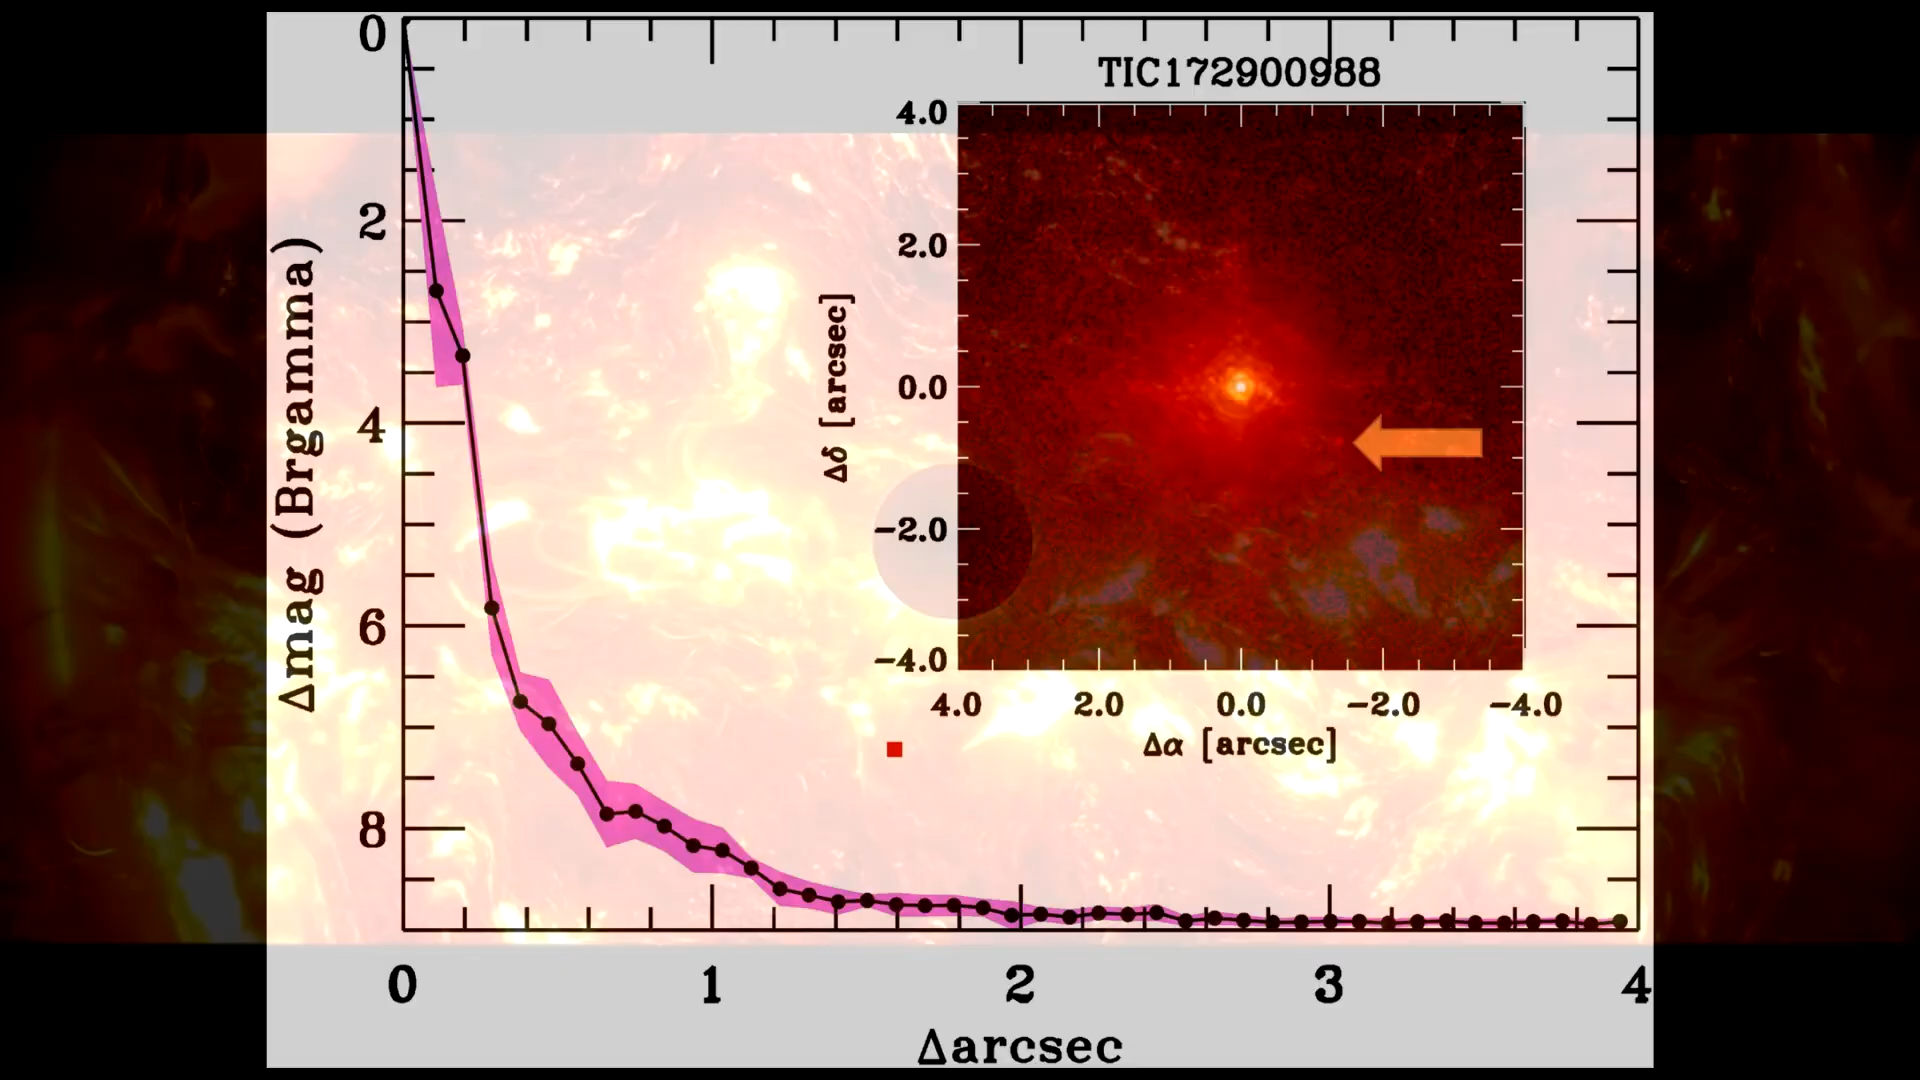 0
2
4
6
8
Δmag (Brgamma)
TIC172900988
4.0
2.0
0.0
−2.0
−4.0
Δδ [arcsec]
4.0 2.0 0.0 −2.0 −4.0
Δα [arcsec]
0 1 2 3 4
Δarcsec